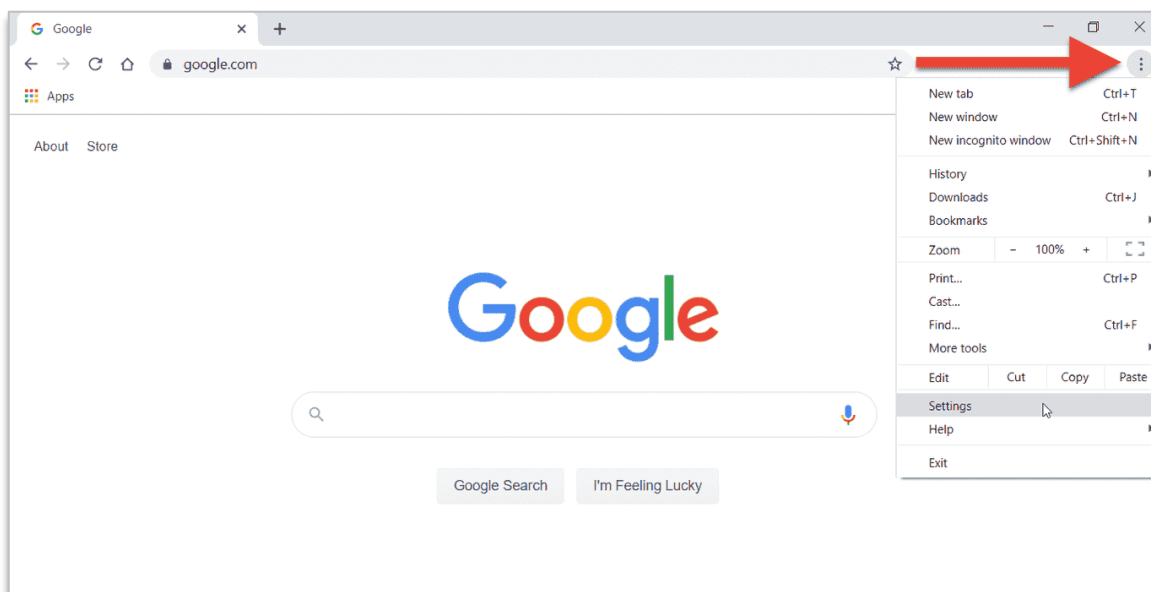 Google
google.com
Apps
About Store
New tab Ctrl+T
New window Ctrl+N
New incognito window Ctrl+Shift+N
History
Downloads Ctrl+J
Bookmarks
Zoom - 100% +
Print... Ctrl+P
Cast...
Find... Ctrl+F
More tools
Edit Cut Copy Paste
Settings
Help
Exit
Google
Google Search I'm Feeling Lucky